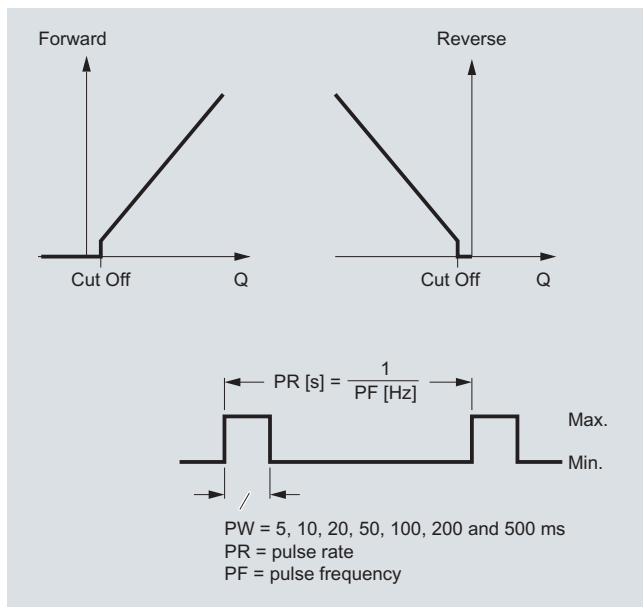 Forward
Reverse
Cut Off
Q
Cut Off
Q
PR [s] = 1 / PF [Hz]
Max.
Min.
PW = 5, 10, 20, 50, 100, 200 and 500 ms
PR = pulse rate
PF = pulse frequency